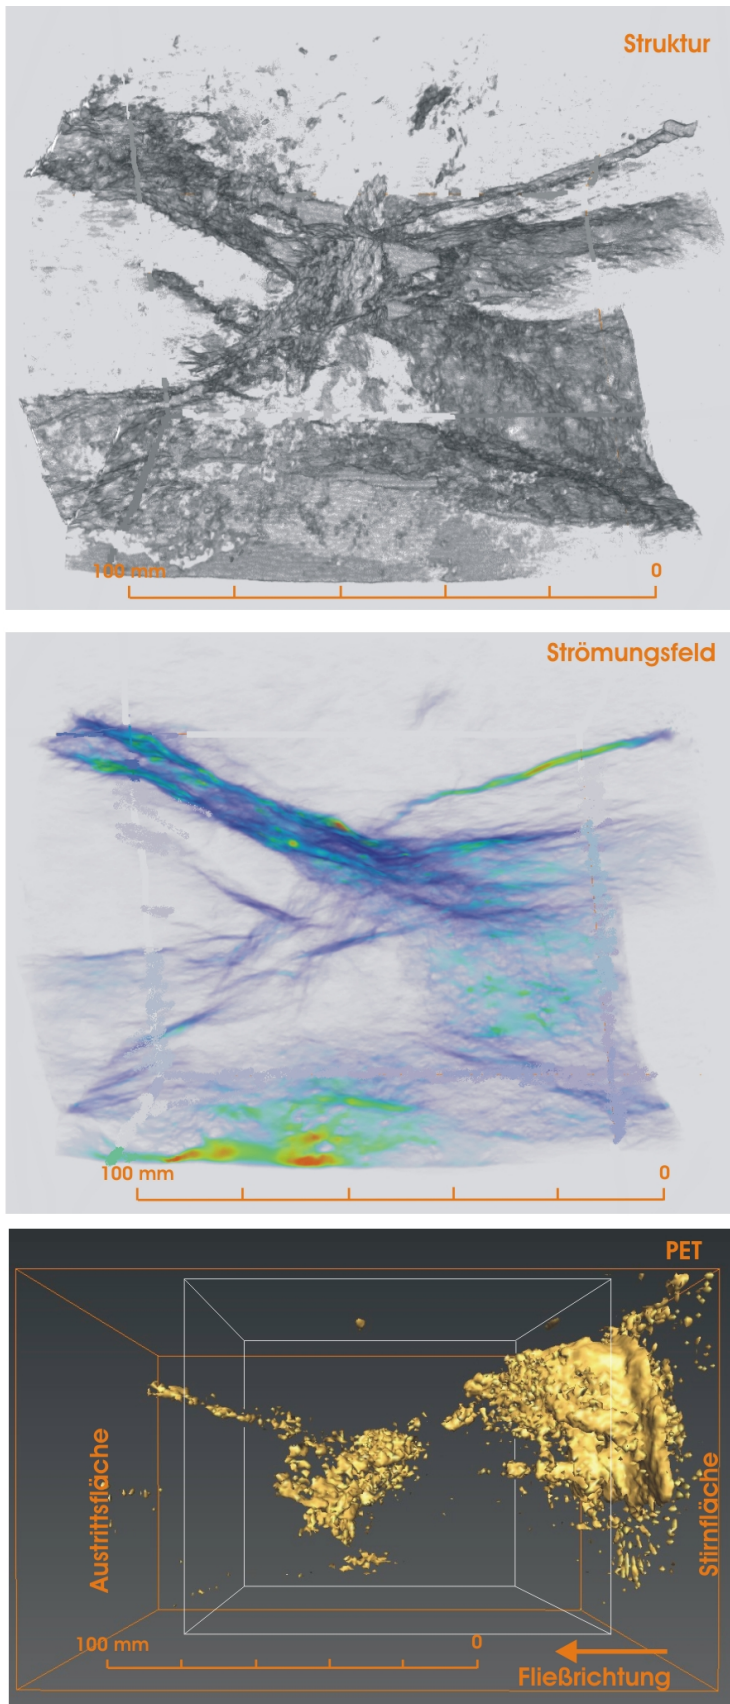 Struktur
100 mm 0
Strömungsfeld
100 mm 0
PET
Austrittsfläche
Stirnfläche
100 mm 0
Fließrichtung